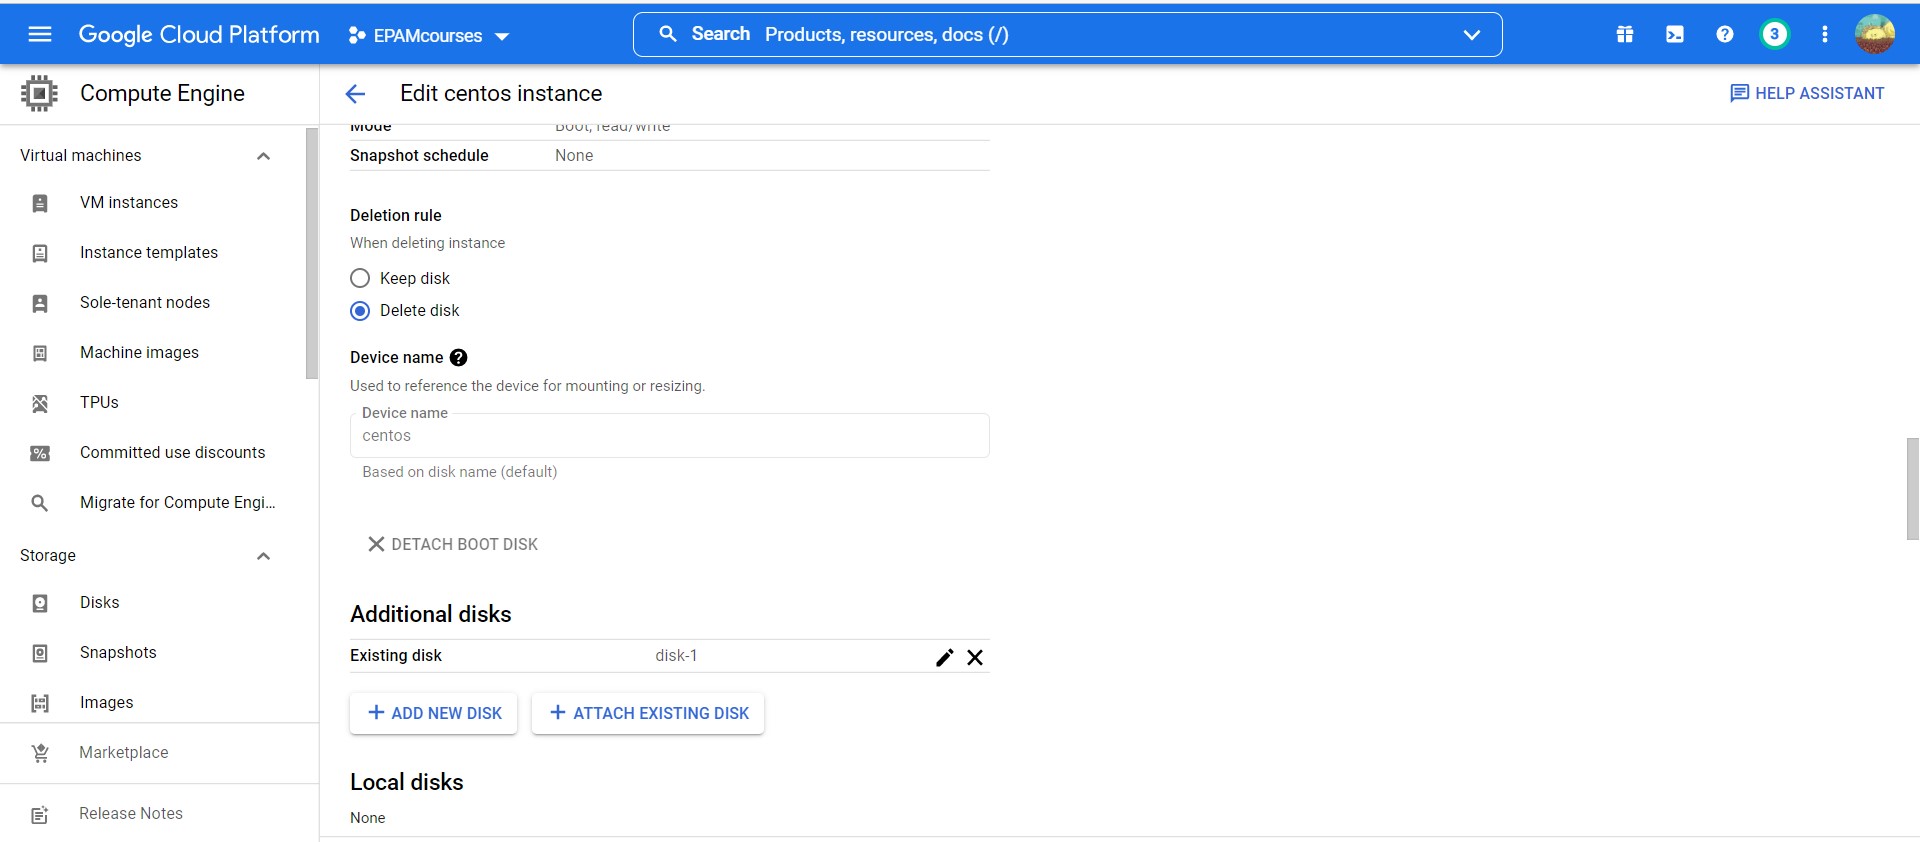 Google Cloud Platform
EPAMcourses
Search Products, resources, docs (/)
3
Compute Engine
Edit centos instance
HELP ASSISTANT
Virtual machines
VM instances
Instance templates
Sole-tenant nodes
Machine images
TPUs
Committed use discounts
Migrate for Compute Engi...
Storage
Disks
Snapshots
Images
Marketplace
Release Notes
Mode Boot, read/write
Snapshot schedule None
Deletion rule
When deleting instance
Keep disk
Delete disk
Device name
Used to reference the device for mounting or resizing.
Device name
centos
Based on disk name (default)
DETACH BOOT DISK
Additional disks
Existing disk disk-1
+ ADD NEW DISK + ATTACH EXISTING DISK
Local disks
None